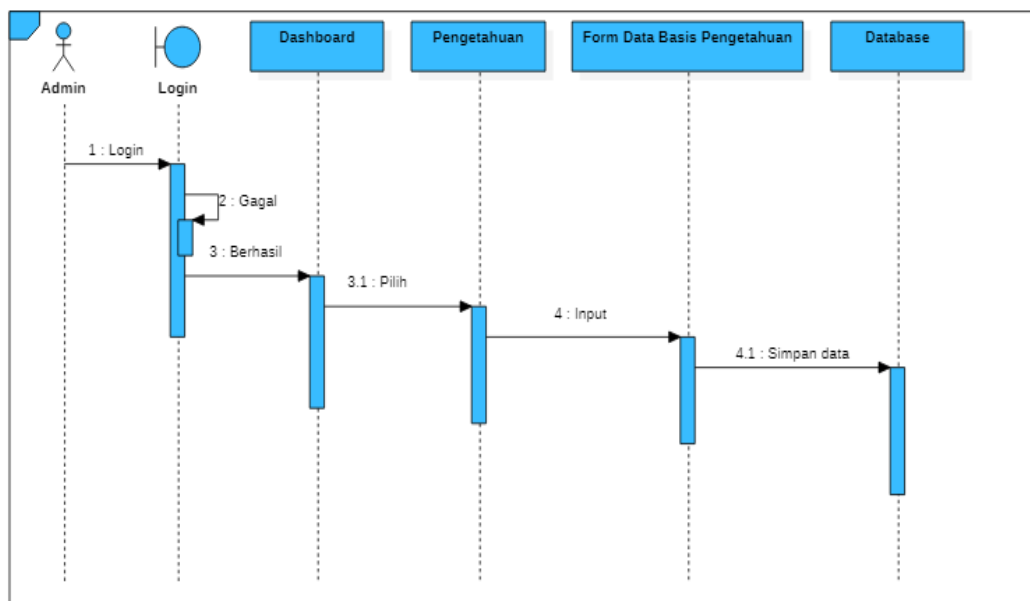 Dashboard
Pengetahuan
Form Data Basis Pengetahuan
Database
Admin
Login
1 : Login
2 : Gagal
3 : Berhasil
3.1 : Pilih
4 : Input
4.1 : Simpan data